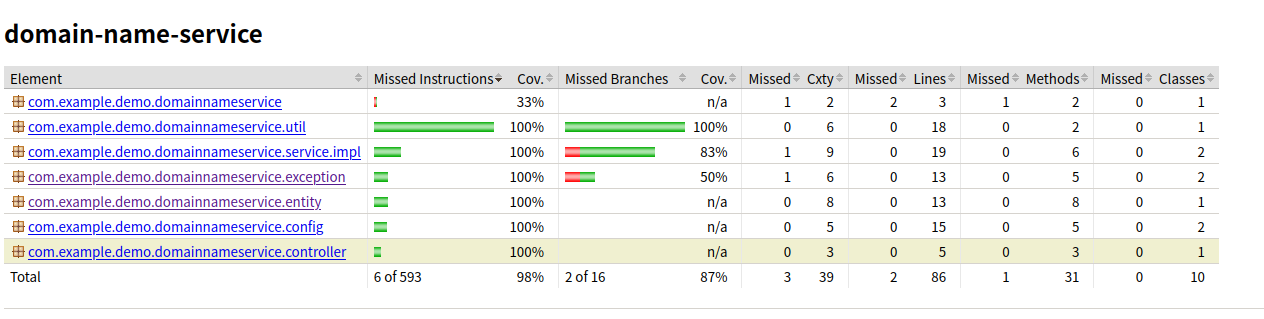 domain-name-service
Element Missed Instructions Cov. Missed Branches Cov. Missed Cxty Missed Lines Missed Methods Missed Classes
com.example.demo.domainnameservice 33% n/a 1 2 2 3 1 2 0 1
com.example.demo.domainnameservice.util 100% 100% 0 6 0 18 0 2 0 1
com.example.demo.domainnameservice.service.impl 100% 83% 1 9 0 19 0 6 0 2
com.example.demo.domainnameservice.exception 100% 50% 1 6 0 13 0 5 0 2
com.example.demo.domainnameservice.entity 100% n/a 0 8 0 13 0 8 0 1
com.example.demo.domainnameservice.config 100% n/a 0 5 0 15 0 5 0 2
com.example.demo.domainnameservice.controller 100% n/a 0 3 0 5 0 3 0 1
Total 6 of 593 98% 2 of 16 87% 3 39 2 86 1 31 0 10